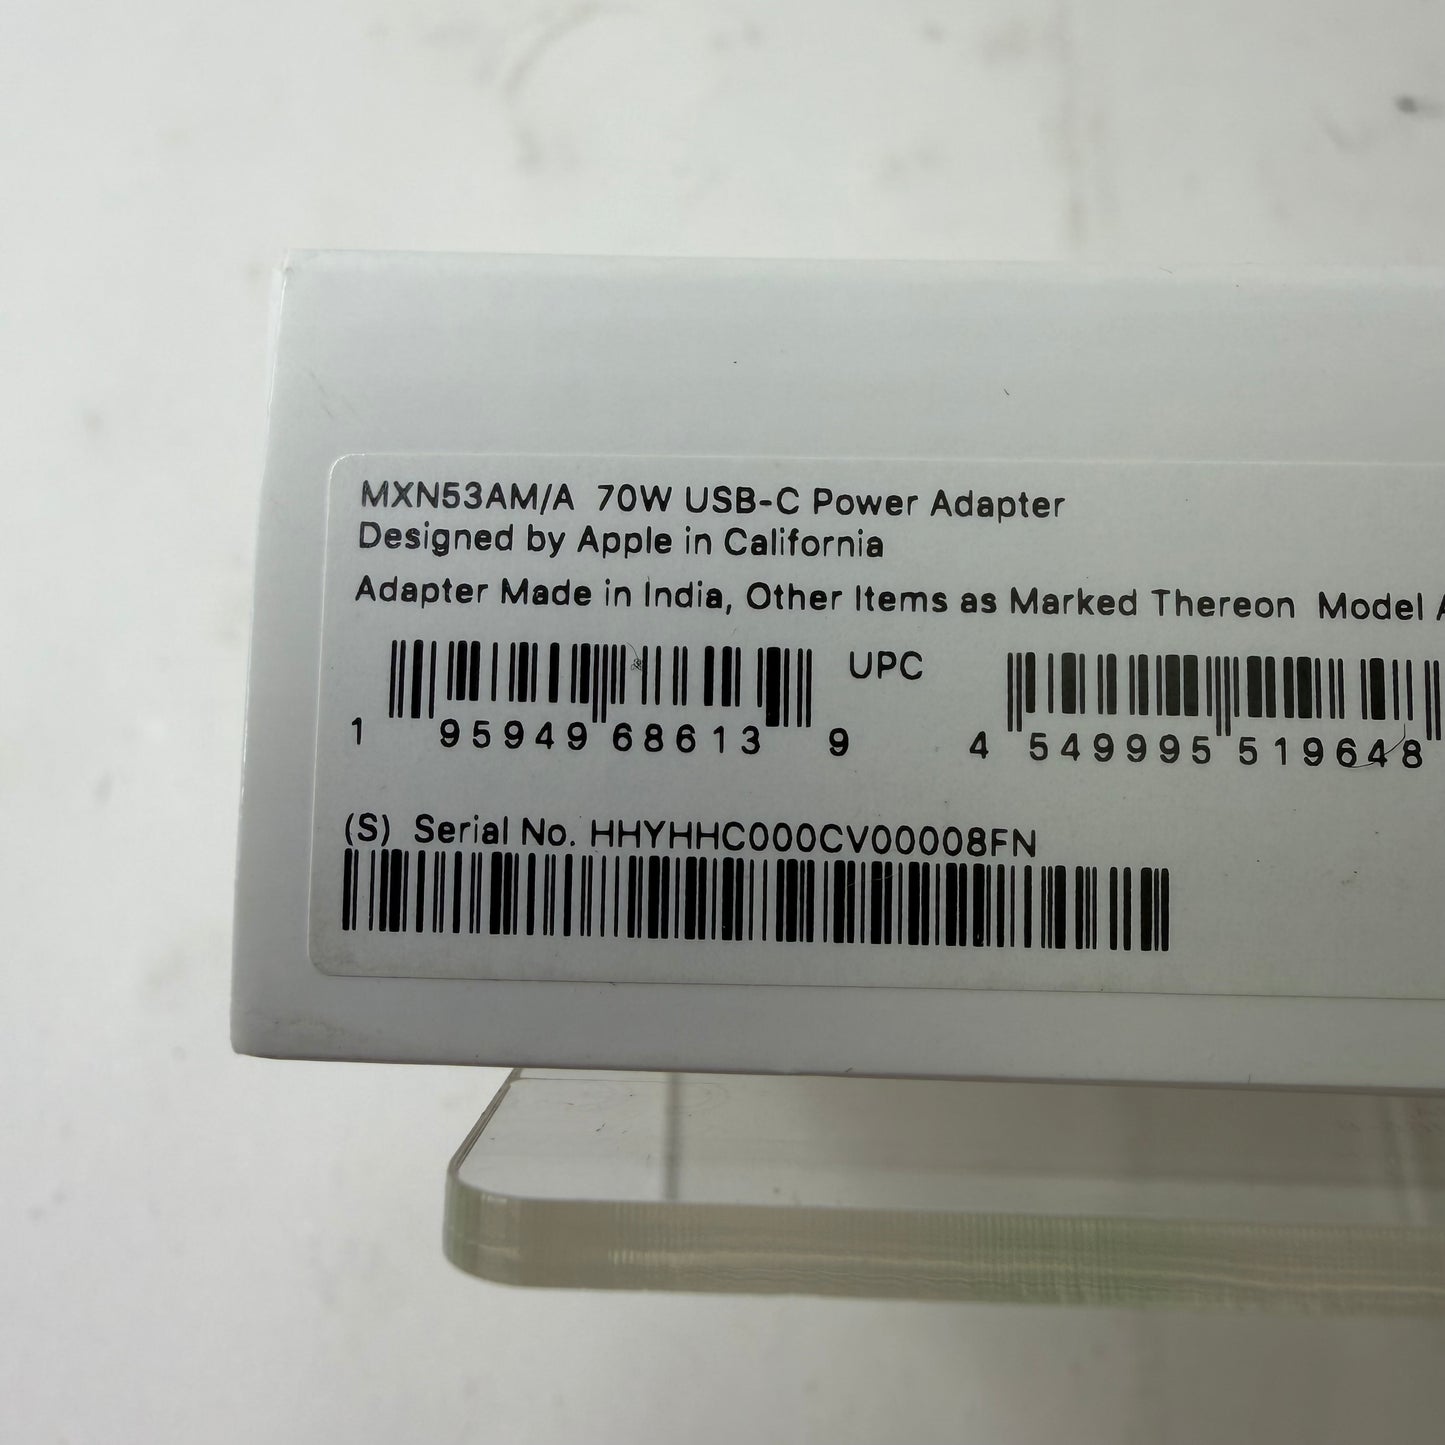 MXN53AM/A 70W USB-C Power Adapter
Designed by Apple in California
Adapter Made in India, Other Items as Marked Thereon Model
1 95949 68613 9 UPC 4 549995 519648
(S) Serial No. HHYHHC000CV00008FN